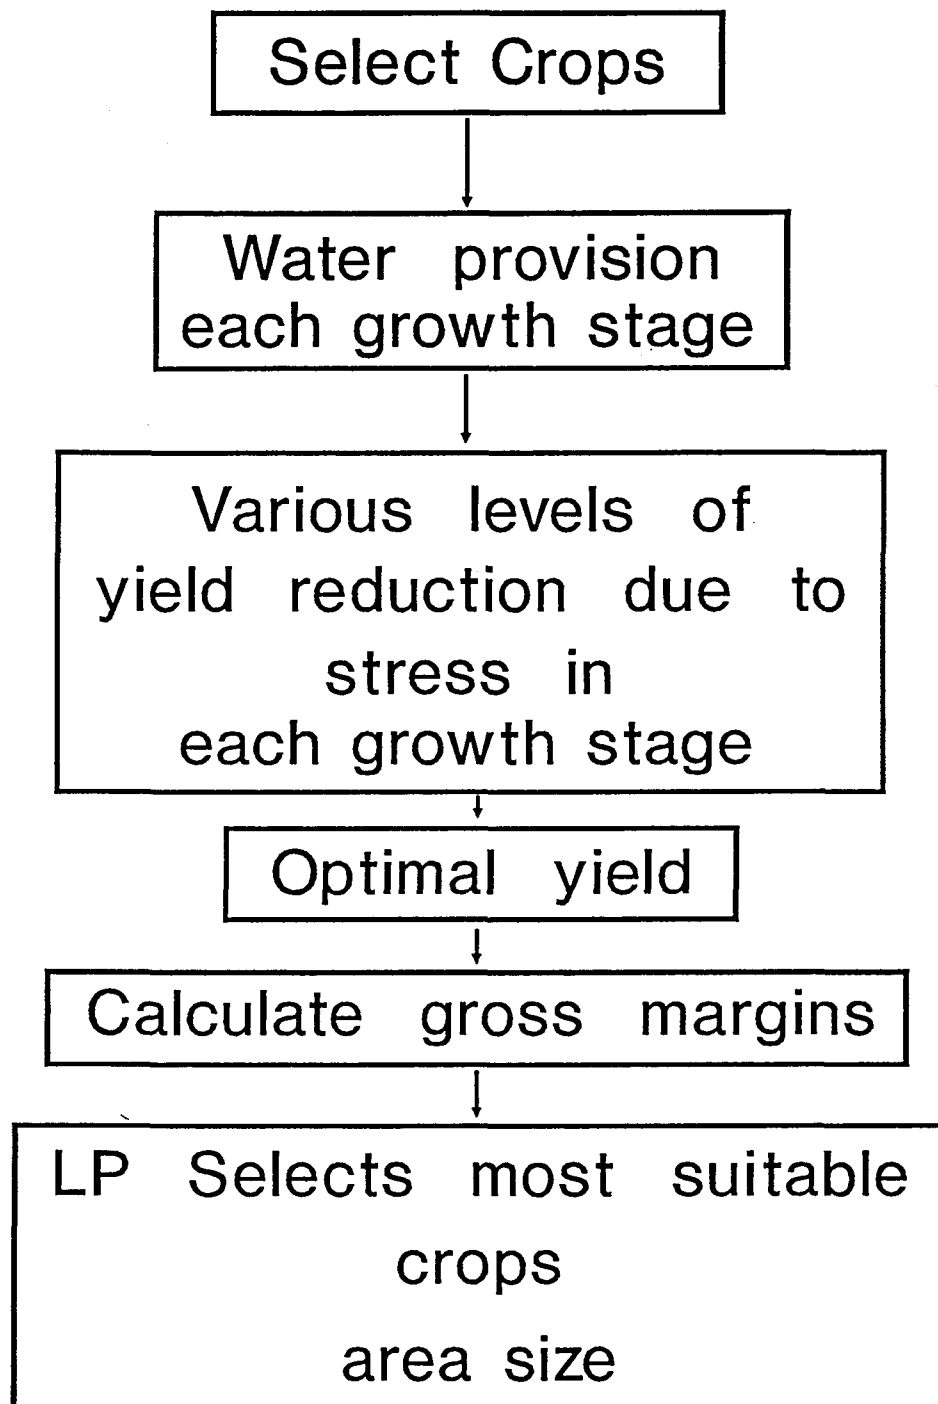 Select Crops
Water provision
each growth stage
Various levels of
yield reduction due to
stress in
each growth stage
Optimal yield
Calculate gross margins
LP Selects most suitable
crops
area size